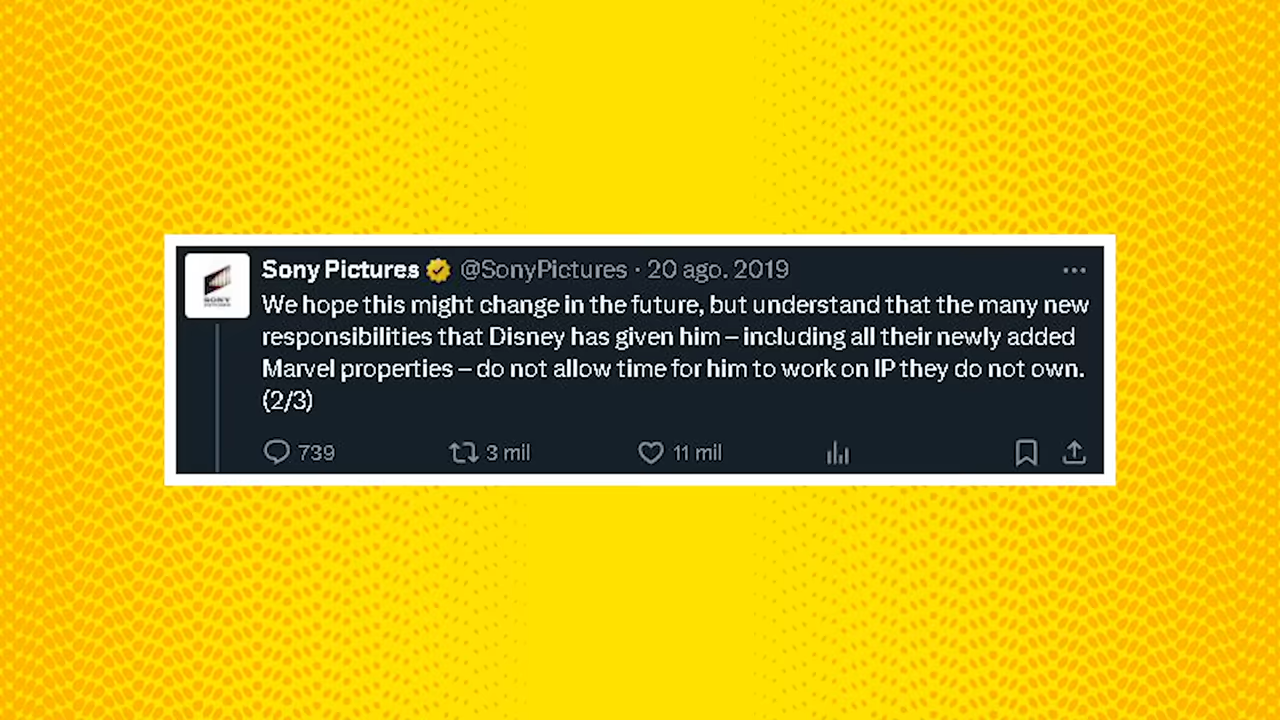 Sony Pictures @SonyPictures · 20 ago. 2019
We hope this might change in the future, but understand that the many new
responsibilities that Disney has given him – including all their newly added
Marvel properties – do not allow time for him to work on IP they do not own.
(2/3)
739 3 mil 11 mil
SONY
PICTURES